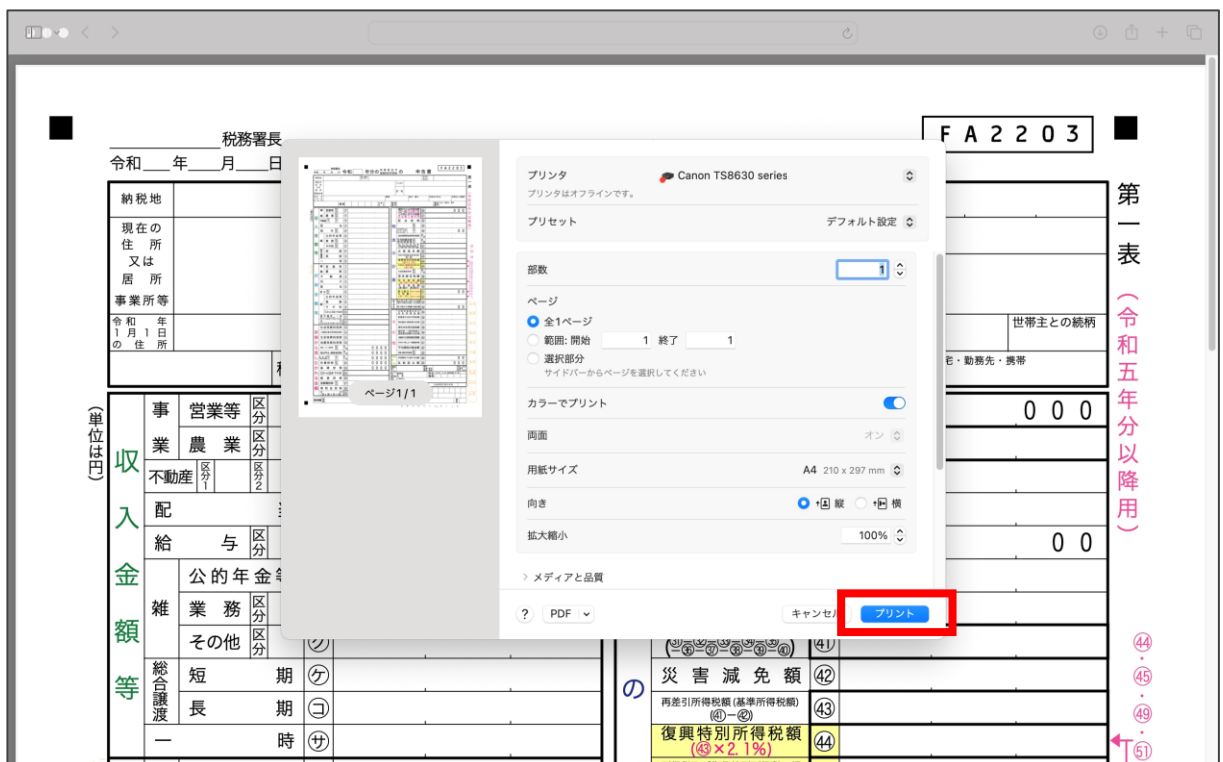 税務署長
FA2203
令和 年 月 日
納税地
現在の
住所
又は
居所
事業所等
令和 年
1月1日
の住所
世帯主との続柄
宅・勤務先・携帯
第一表
(令和五年分以降用)
プリンタ
Canon TS8630 series
プリンタはオフラインです。
プリセット
デフォルト設定
部数
1
ページ
全1ページ
範囲: 開始 1 終了 1
選択部分
サイドバーからページを選択してください
カラーでプリント
両面
オン
用紙サイズ
A4 210 x 297 mm
向き
縦 横
拡大縮小
100%
メディアと品質
? PDF
キャンセル
プリント
ページ1/1
(単位は円)
収入金額等
事業
営業等 区分
農業 区分
不動産 区分1 区分2
配
給与 区分
雑
公的年金等
業務 区分
その他 区分 ㋗
総合譲渡
短期 ㋘
長期 ㋙
一時 ㋚
000
00
の
㊶
災害減免額 ㊷
再差引所得税額(基準所得税額)
(㊶-㊷)
㊸
復興特別所得税額
(㊸×2.1%)
㊹
㊹・㊺・㊾・51